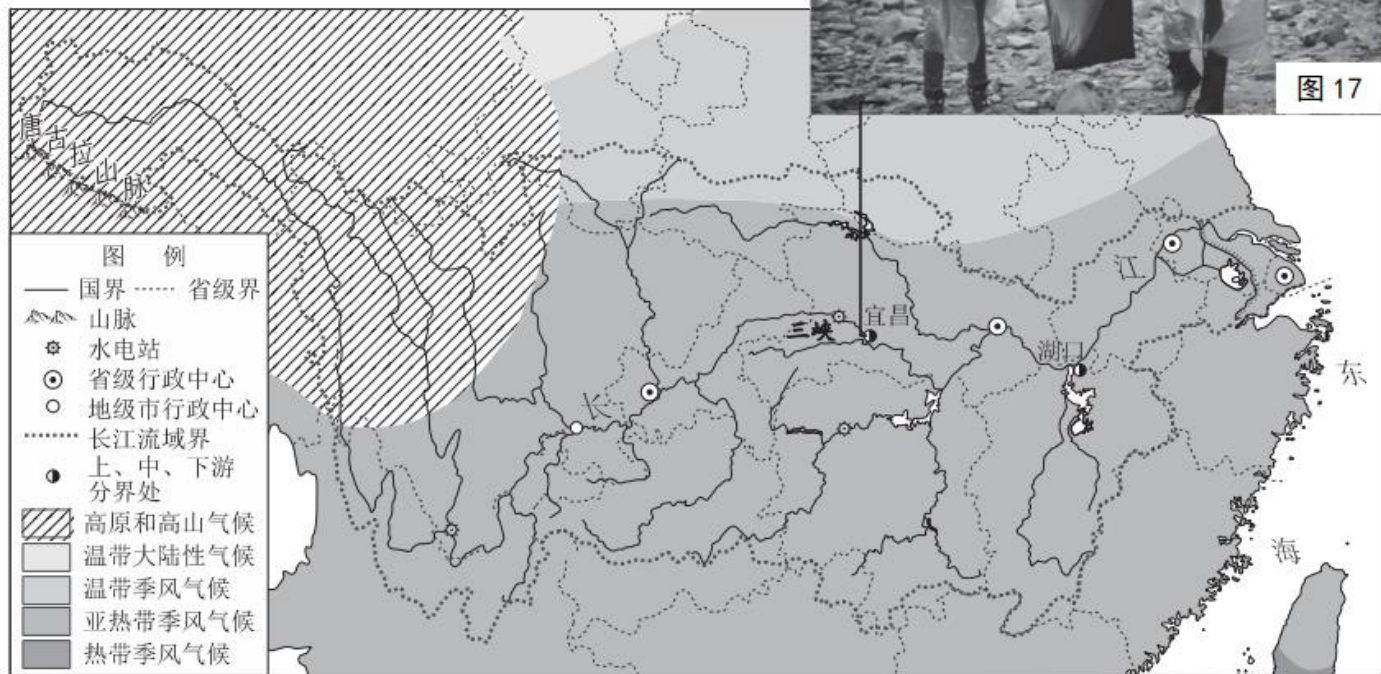 图 17
唐古拉山脉
图 例
国界 省级界
山脉
水电站
省级行政中心
地级市行政中心
长江流域界
上、中、下游
分界处
高原和高山气候
温带大陆性气候
温带季风气候
亚热带季风气候
热带季风气候
三峡
宜昌
湖口
长
江
东
海